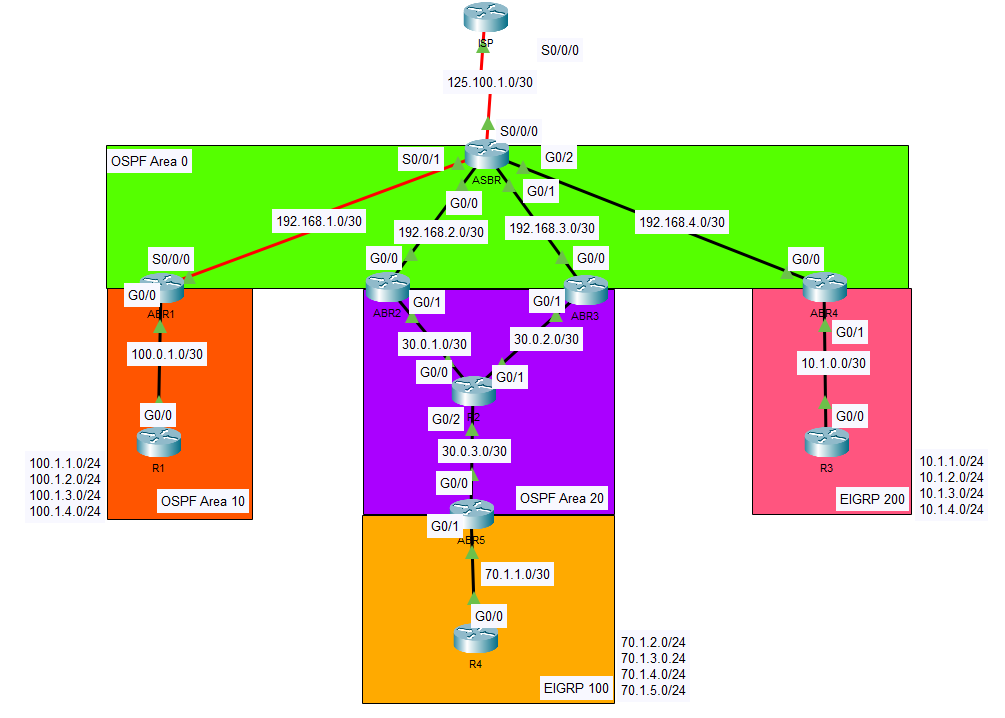 ISP
S0/0/0
125.100.1.0/30
S0/0/0
OSPF Area 0
S0/0/1
G0/2
ASBR
G0/1
G0/0
192.168.1.0/30
192.168.2.0/30
192.168.3.0/30
192.168.4.0/30
S0/0/0
G0/0
G0/0
G0/0
G0/0
ABR1
G0/1
ABR2
G0/1
ABR3
ABR4
G0/1
100.0.1.0/30
30.0.1.0/30
30.0.2.0/30
10.1.0.0/30
G0/0
G0/1
G0/0
G0/2
G0/0
R1
30.0.3.0/30
R3
100.1.1.0/24
100.1.2.0/24
100.1.3.0/24
100.1.4.0/24
10.1.1.0/24
10.1.2.0/24
10.1.3.0/24
10.1.4.0/24
G0/0
OSPF Area 10
OSPF Area 20
EIGRP 200
G0/1
ABR5
70.1.1.0/30
G0/0
R4
70.1.2.0/24
70.1.3.0.24
70.1.4.0/24
70.1.5.0/24
EIGRP 100